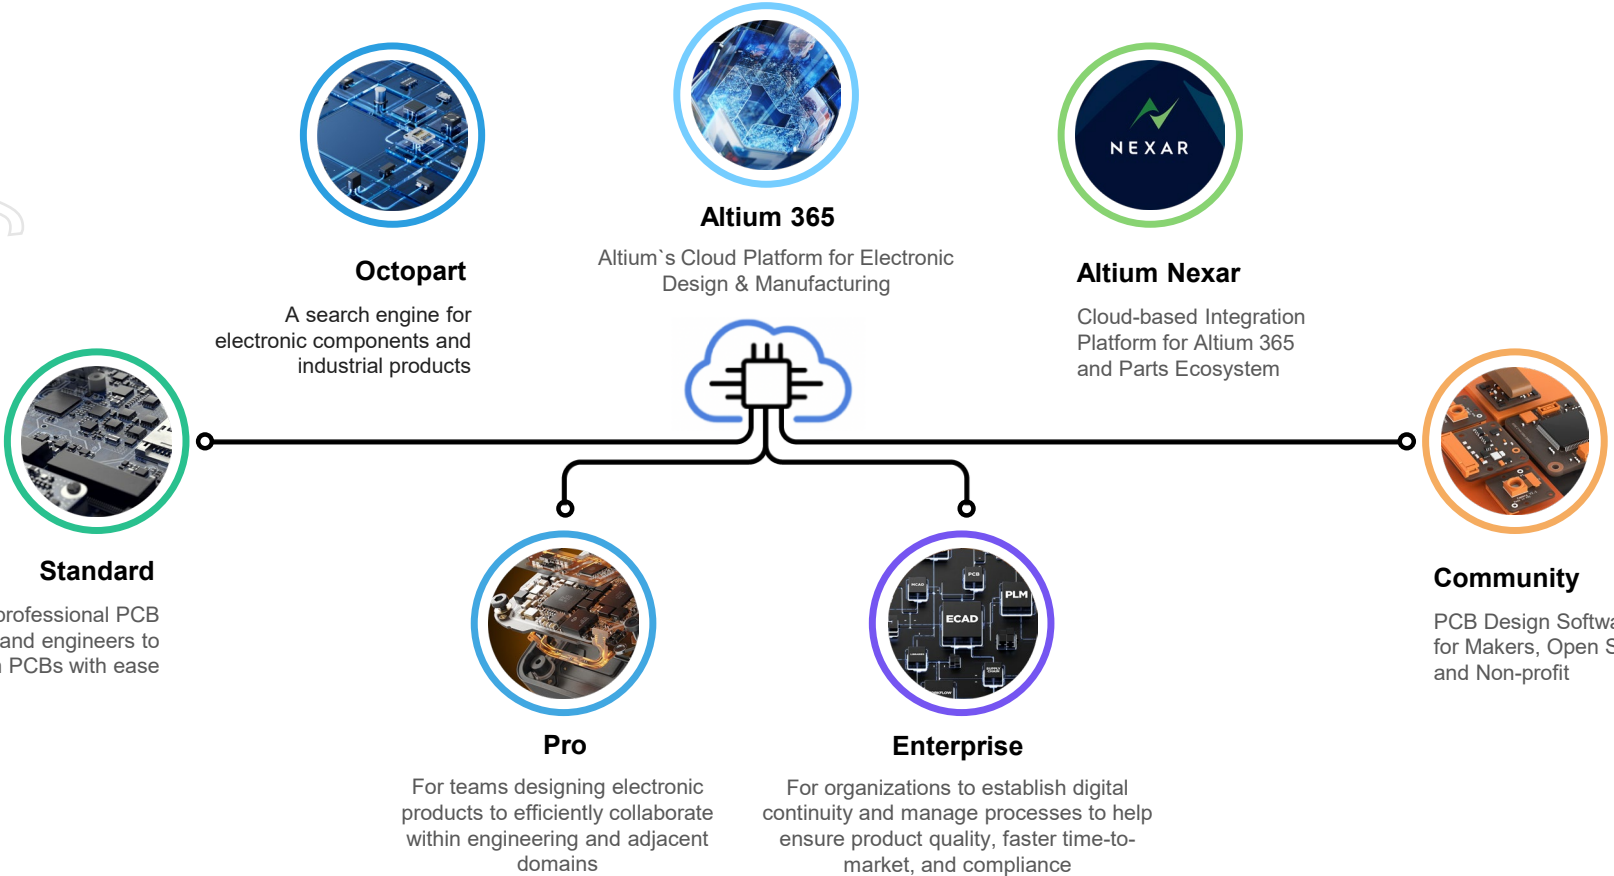 NEXAR
Altium 365
Altium`s Cloud Platform for Electronic
Design & Manufacturing
Octopart
A search engine for
electronic components and
industrial products
Altium Nexar
Cloud-based Integration
Platform for Altium 365
and Parts Ecosystem
Standard
professional PCB
and engineers to
PCBs with ease
Community
PCB Design Softwa
for Makers, Open S
and Non-profit
MCAD
PCB
PLM
ECAD
SUPPLY
CHAIN
Pro
For teams designing electronic
products to efficiently collaborate
within engineering and adjacent
domains
Enterprise
For organizations to establish digital
continuity and manage processes to help
ensure product quality, faster time-to-
market, and compliance